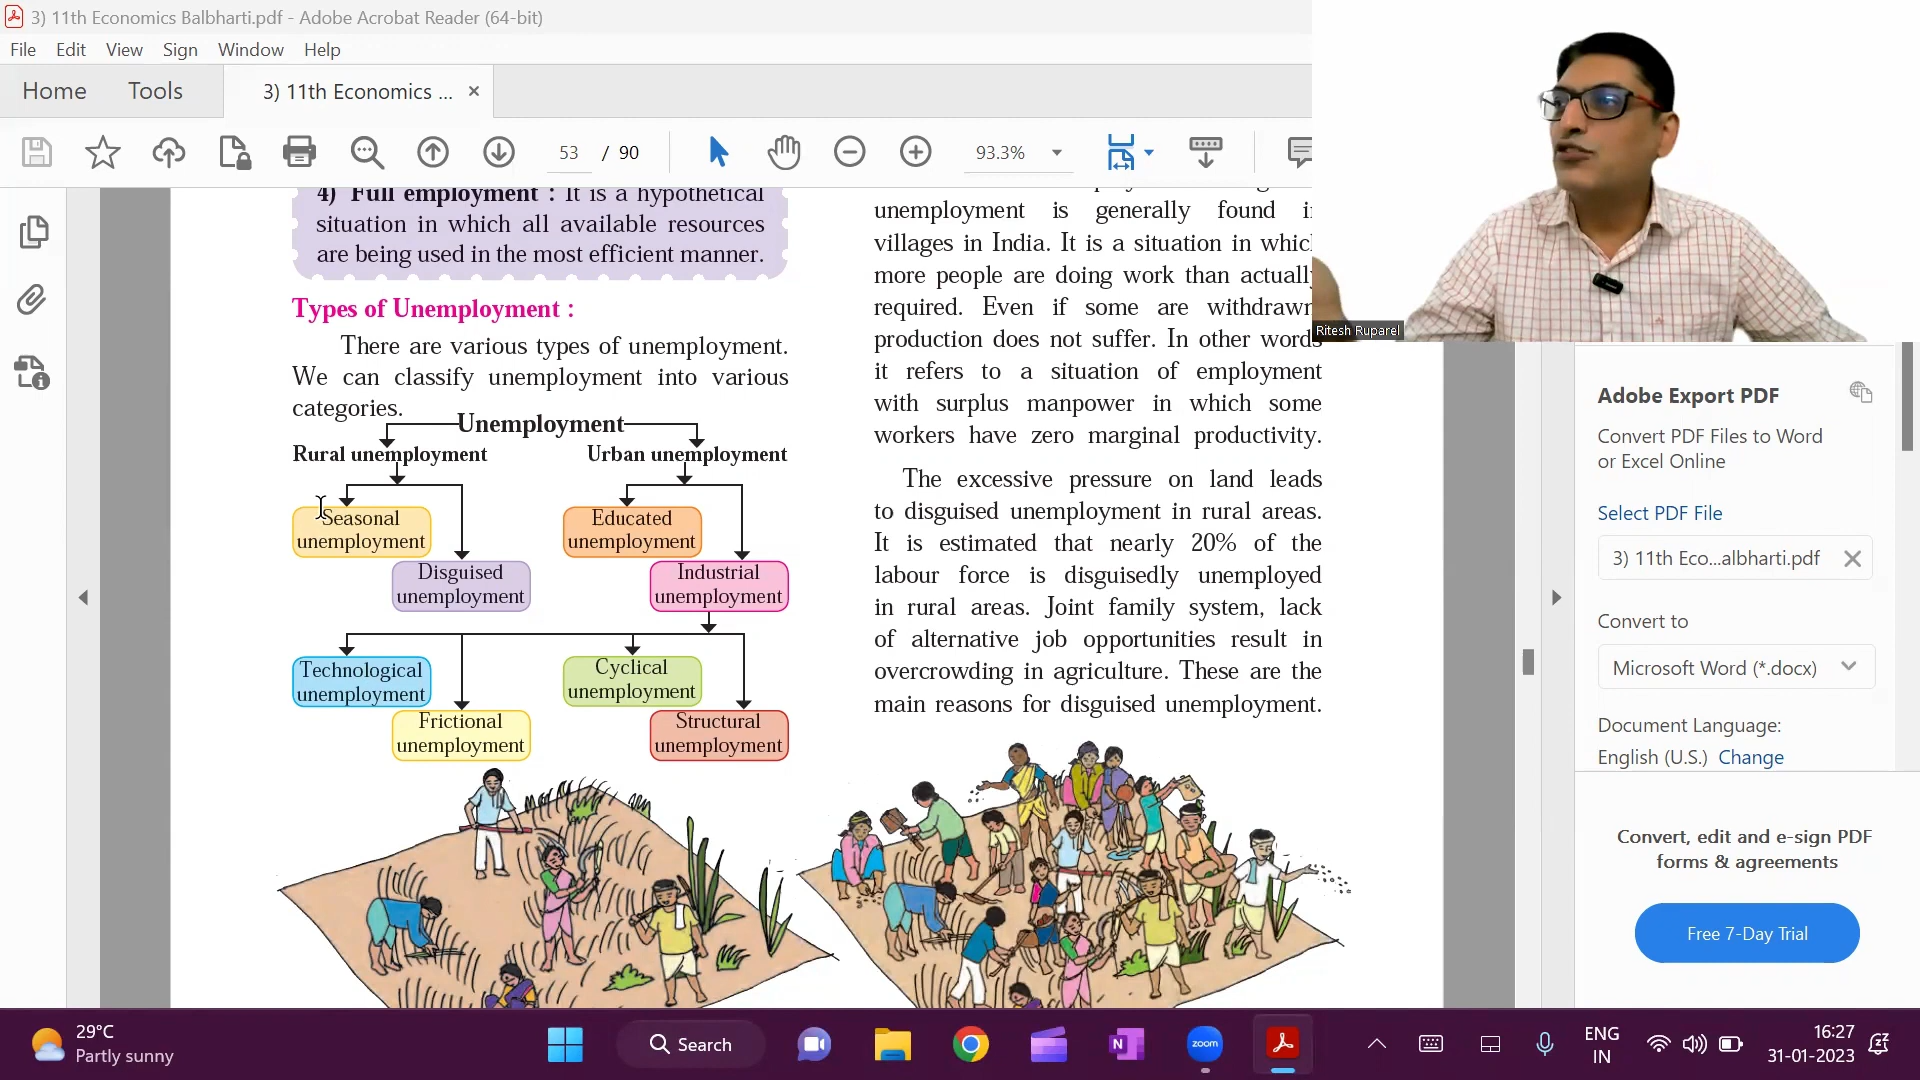 3) 11th Economics Balbharti.pdf - Adobe Acrobat Reader (64-bit)
File Edit View Sign Window Help
Home Tools 3) 11th Economics ... ×
53 / 90 93.3%
4) Full employment : It is a hypothetical
situation in which all available resources
are being used in the most efficient manner.
Types of Unemployment :
There are various types of unemployment.
We can classify unemployment into various
categories.
Unemployment
Rural unemployment Urban unemployment
Seasonal
unemployment
Educated
unemployment
Disguised
unemployment
Industrial
unemployment
Technological
unemployment
Cyclical
unemployment
Frictional
unemployment
Structural
unemployment
unemployment is generally found
villages in India. It is a situation in
more people are doing work than
required. Even if some are withdrawn
production does not suffer. In other words
it refers to a situation of employment
with surplus manpower in which some
workers have zero marginal productivity.
The excessive pressure on land leads
to disguised unemployment in rural areas.
It is estimated that nearly 20% of the
labour force is disguisedly unemployed
in rural areas. Joint family system, lack
of alternative job opportunities result in
overcrowding in agriculture. These are the
main reasons for disguised unemployment.
Ritesh Ruparel
Adobe Export PDF
Convert PDF Files to Word
or Excel Online
Select PDF File
3) 11th Eco...albharti.pdf
Convert to
Microsoft Word (*.docx)
Document Language:
English (U.S.) Change
Convert, edit and e-sign PDF
forms & agreements
Free 7-Day Trial
29°C
Partly sunny
Search
zoom
ENG
IN
16:27
31-01-2023